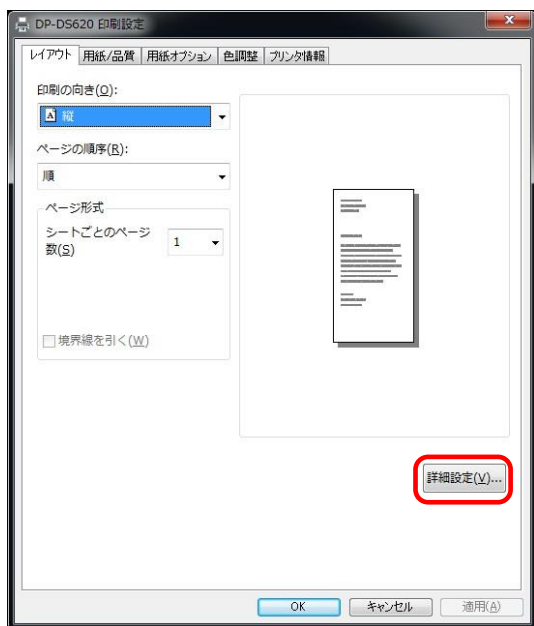 DP-DS620 印刷設定
レイアウト 用紙/品質 用紙オプション 色調整 プリンタ情報
印刷の向き(O):
縦
ページの順序(R):
順
ページ形式
シートごとのページ
数(S)
1
境界線を引く(W)
詳細設定(V)...
OK キャンセル 適用(A)